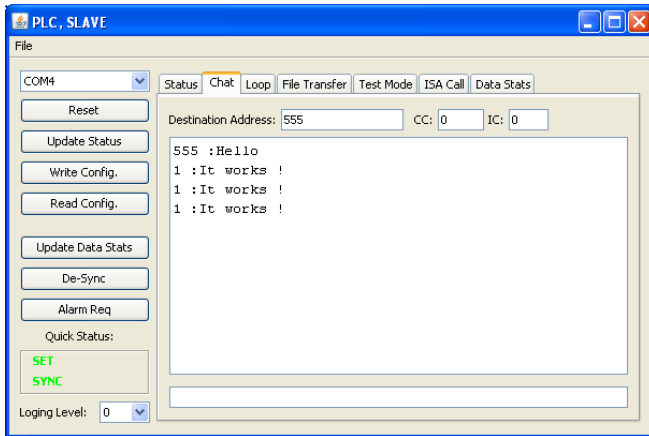 PLC, SLAVE
File
COM4
Reset
Update Status
Write Config.
Read Config.
Update Data Stats
De-Sync
Alarm Req
Quick Status:
SET
SYNC
Loging Level: 0
Status Chat Loop File Transfer Test Mode ISA Call Data Stats
Destination Address: 555 CC: 0 IC: 0
555 :Hello
1 :It works !
1 :It works !
1 :It works !